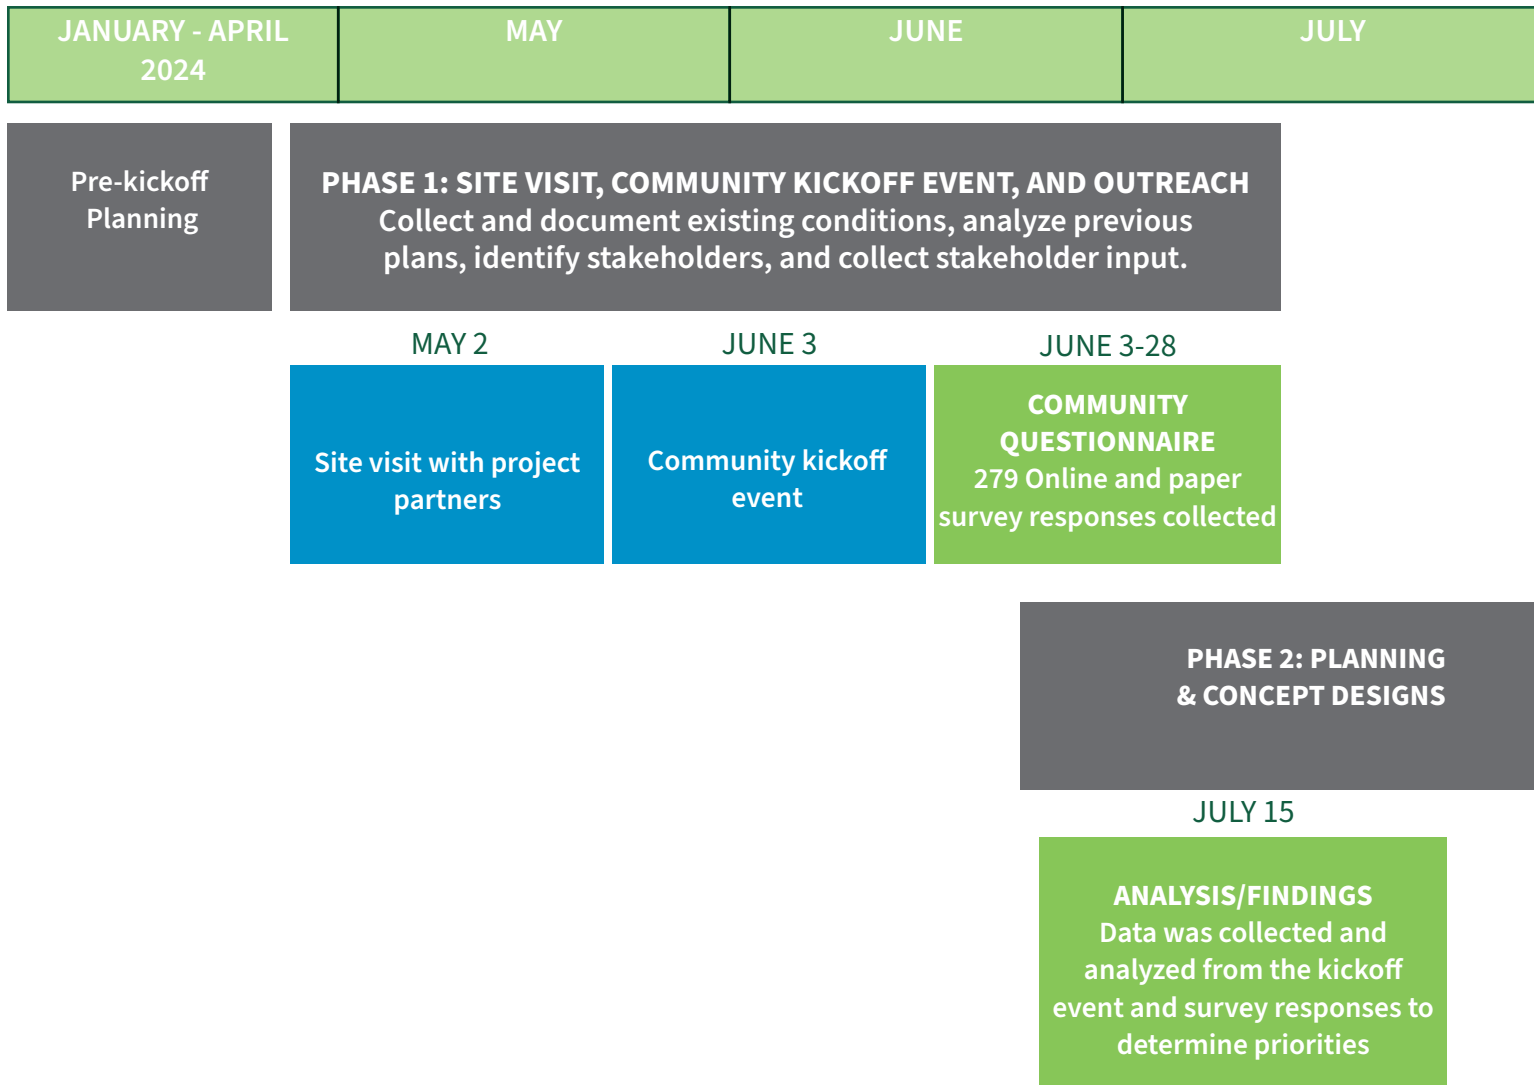 JANUARY - APRIL
2024
MAY
JUNE
JULY
Pre-kickoff
Planning
PHASE 1: SITE VISIT, COMMUNITY KICKOFF EVENT, AND OUTREACH
Collect and document existing conditions, analyze previous
plans, identify stakeholders, and collect stakeholder input.
MAY 2
Site visit with project
partners
JUNE 3
Community kickoff
event
JUNE 3-28
COMMUNITY
QUESTIONNAIRE
279 Online and paper
survey responses collected
PHASE 2: PLANNING
& CONCEPT DESIGNS
JULY 15
ANALYSIS/FINDINGS
Data was collected and
analyzed from the kickoff
event and survey responses to
determine priorities